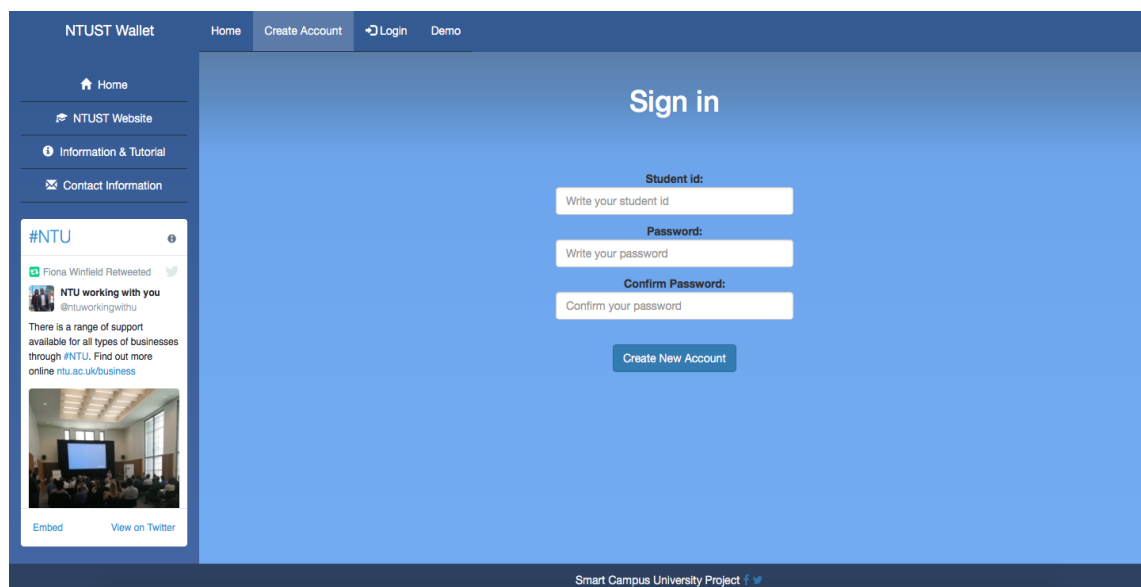 NTUST Wallet
Home
Create Account
Login
Demo
Home
NTUST Website
Information & Tutorial
Contact Information
#NTU
Fiona Winfield Retweeted
NTU working with you
@ntuworkingwithu
There is a range of support
available for all types of businesses
through #NTU. Find out more
online ntu.ac.uk/business
Embed
View on Twitter
Sign in
Student id:
Write your student id
Password:
Write your password
Confirm Password:
Confirm your password
Create New Account
Smart Campus University Project